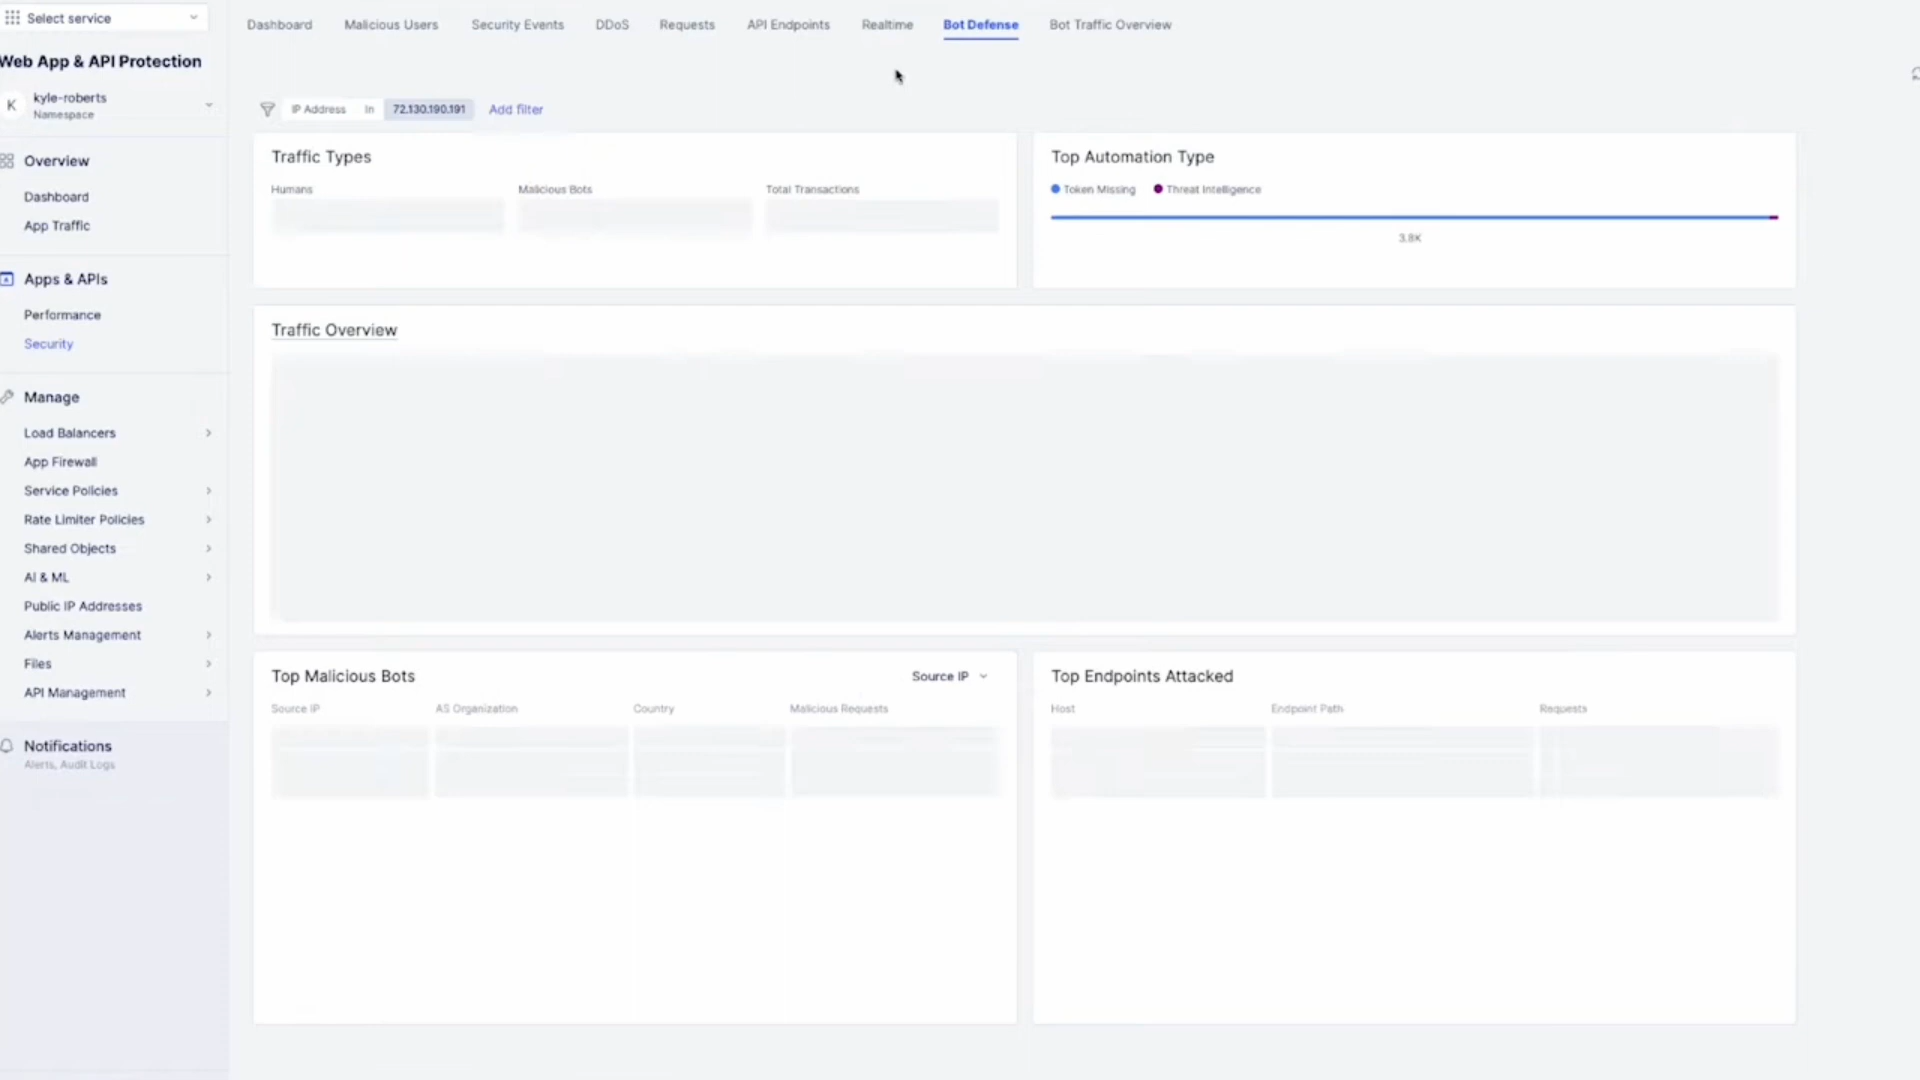 Select service
Web App & API Protection
K
kyle-roberts
Namespace
Overview
Dashboard
App Traffic
Apps & APIs
Performance
Security
Manage
Load Balancers
App Firewall
Service Policies
Rate Limiter Policies
Shared Objects
AI & ML
Public IP Addresses
Alerts Management
Files
API Management
Notifications
Alerts, Audit Logs
Dashboard Malicious Users Security Events DDoS Requests API Endpoints Realtime Bot Defense Bot Traffic Overview
IP Address In 72.130.190.191 Add filter
Traffic Types
Humans Malicious Bots Total Transactions
Top Automation Type
Token Missing Threat Intelligence
3.8K
Traffic Overview
Top Malicious Bots Source IP
Source IP AS Organization Country Malicious Requests
Top Endpoints Attacked
Host Endpoint Path Requests